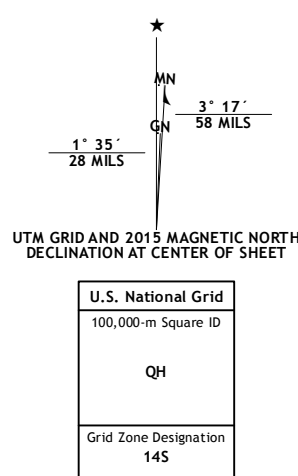 ★
MN
3° 17´
58 MILS
GN
1° 35´
28 MILS
UTM GRID AND 2015 MAGNETIC NORTH
DECLINATION AT CENTER OF SHEET
U.S. National Grid
100,000-m Square ID
QH
Grid Zone Designation
14S